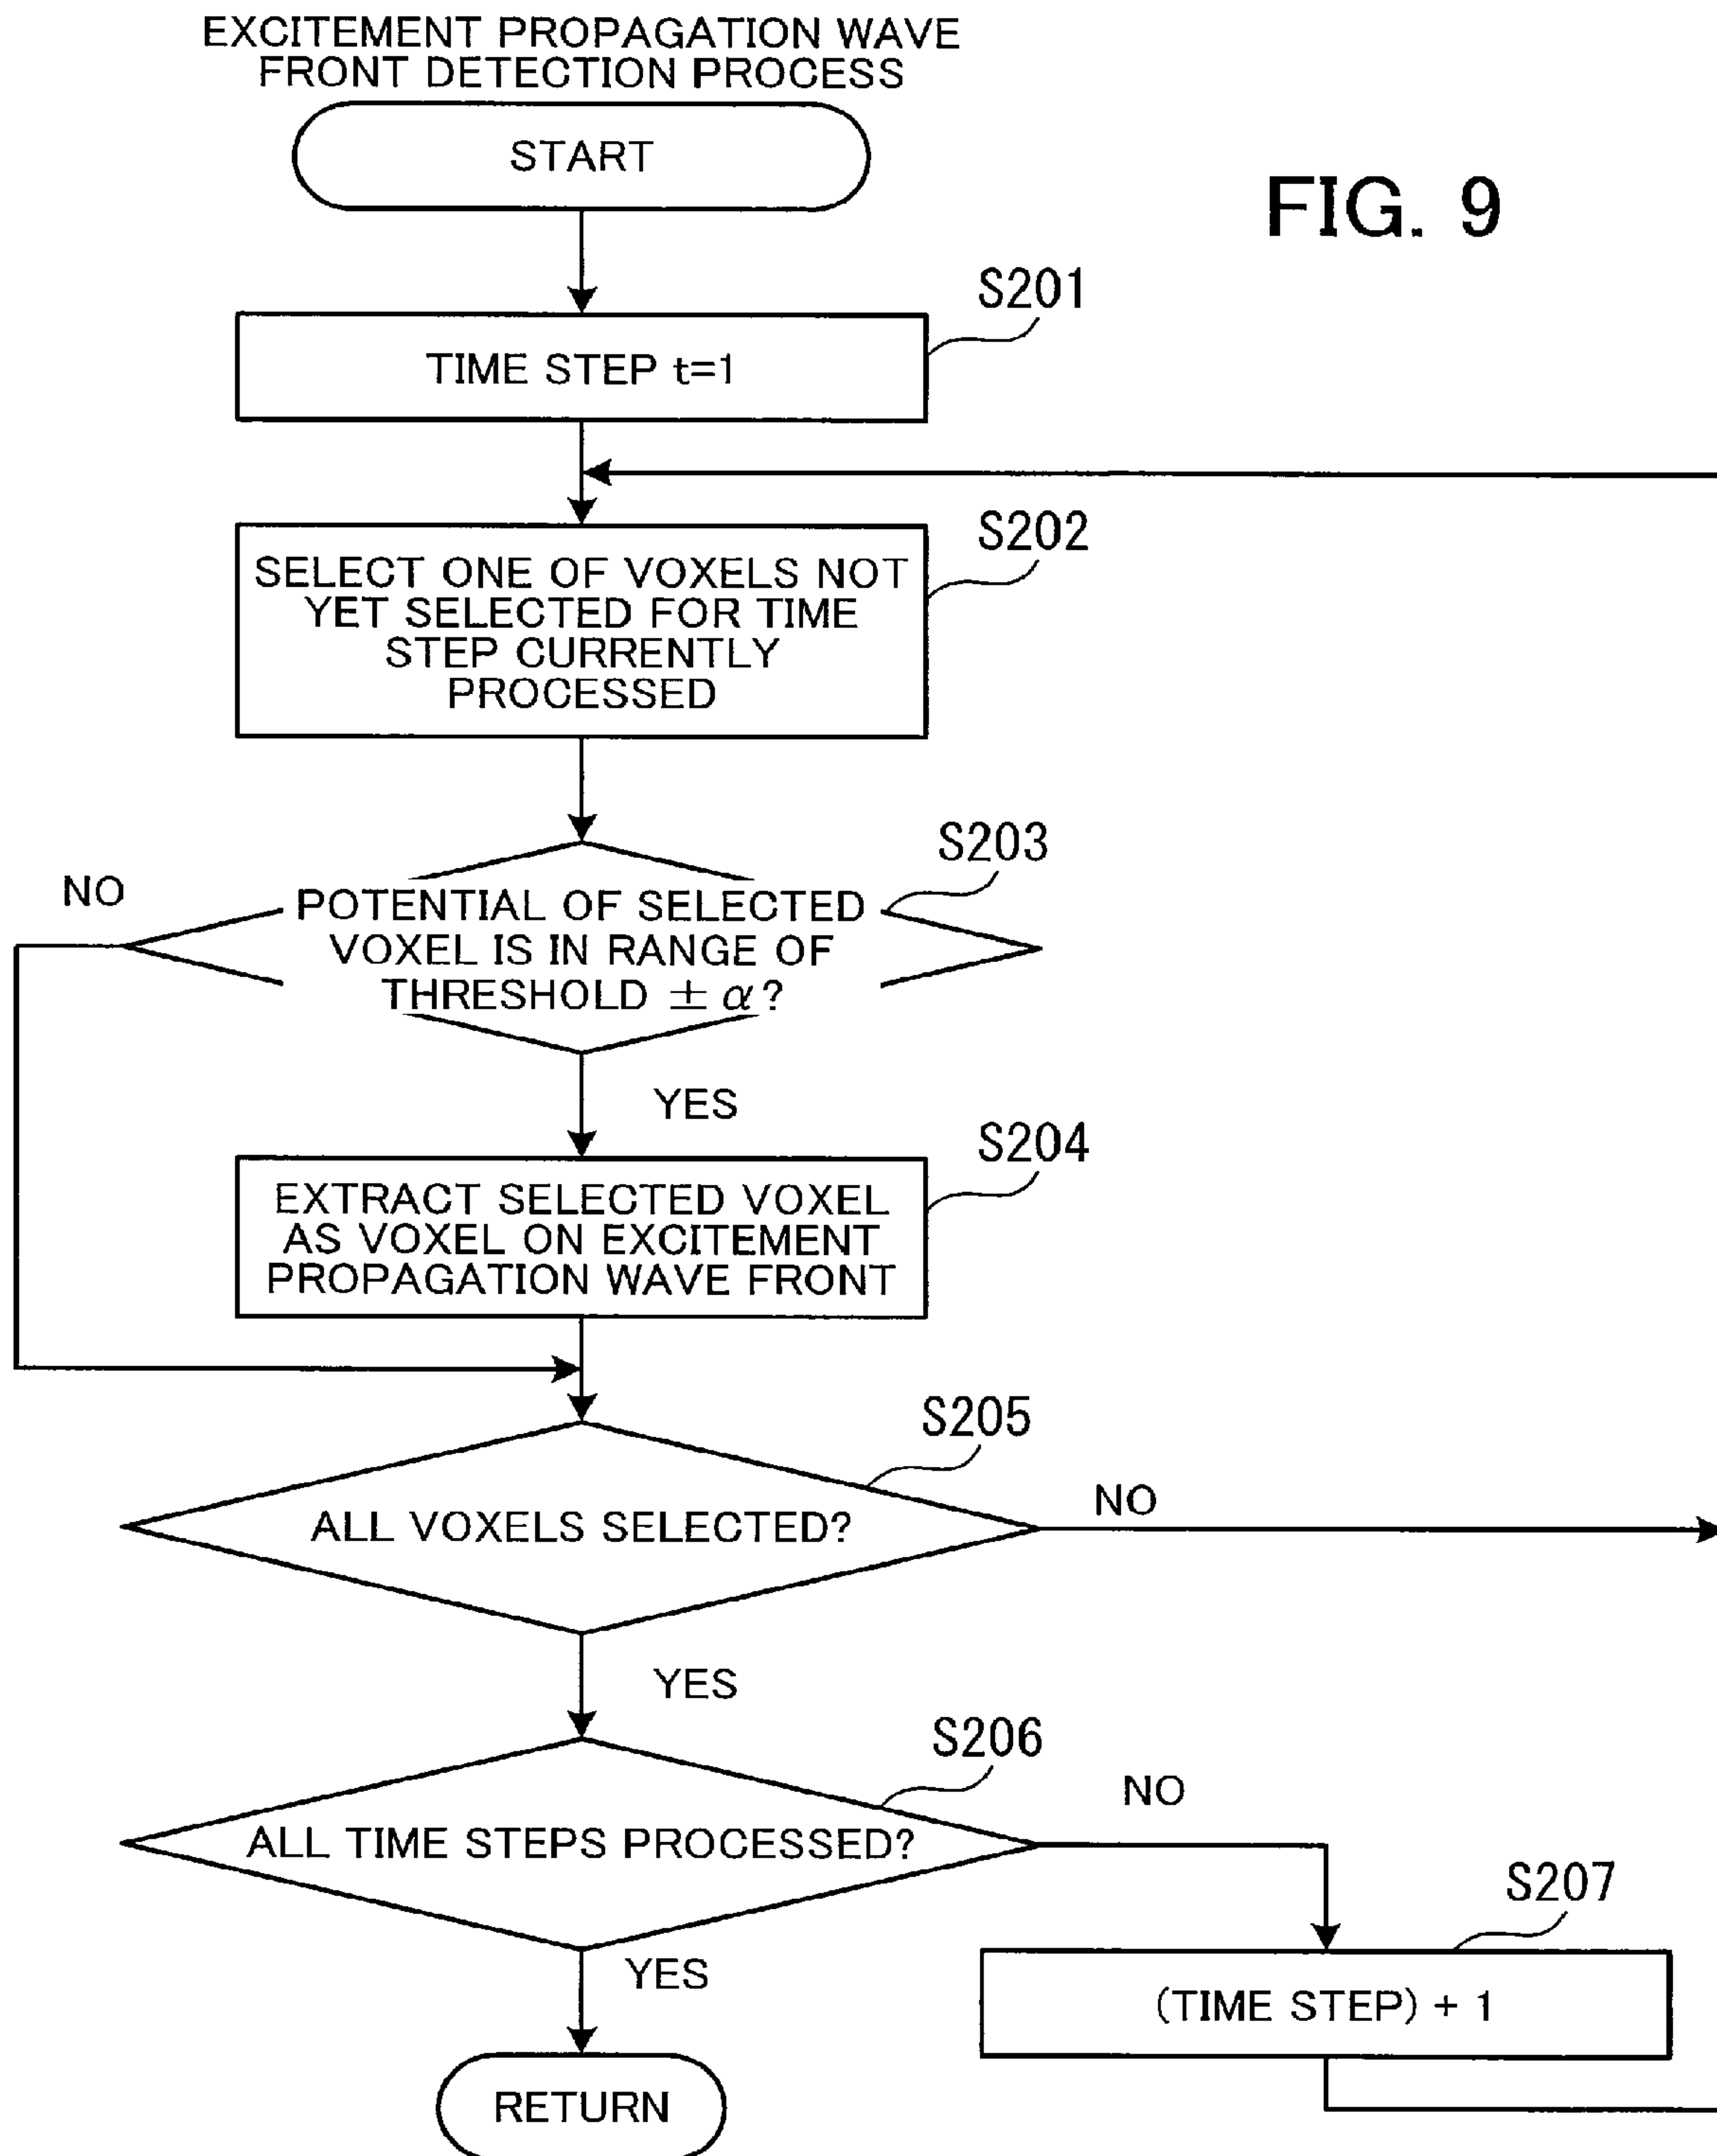 EXCITEMENT PROPAGATION WAVE
FRONT DETECTION PROCESS
START
FIG. 9
S201
TIME STEP t=1
S202
SELECT ONE OF VOXELS NOT
YET SELECTED FOR TIME
STEP CURRENTLY
PROCESSED
S203
NO
POTENTIAL OF SELECTED
VOXEL IS IN RANGE OF
THRESHOLD ± α?
YES
S204
EXTRACT SELECTED VOXEL
AS VOXEL ON EXCITEMENT
PROPAGATION WAVE FRONT
S205
ALL VOXELS SELECTED?
NO
YES
S206
ALL TIME STEPS PROCESSED?
NO
S207
(TIME STEP) + 1
YES
RETURN